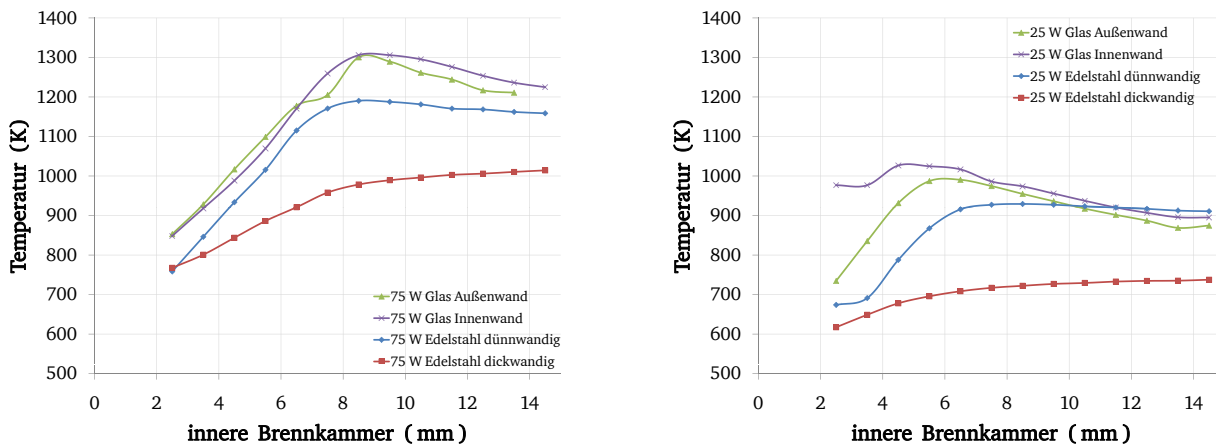 1400
1300
1200
1100
1000
900
800
700
600
500
Temperatur (K)
75 W Glas Außenwand
75 W Glas Innenwand
75 W Edelstahl dünnwandig
75 W Edelstahl dickwandig
0 2 4 6 8 10 12 14
innere Brennkammer (mm)
1400
1300
1200
1100
1000
900
800
700
600
500
Temperatur (K)
25 W Glas Außenwand
25 W Glas Innenwand
25 W Edelstahl dünnwandig
25 W Edelstahl dickwandig
0 2 4 6 8 10 12 14
innere Brennkammer (mm)